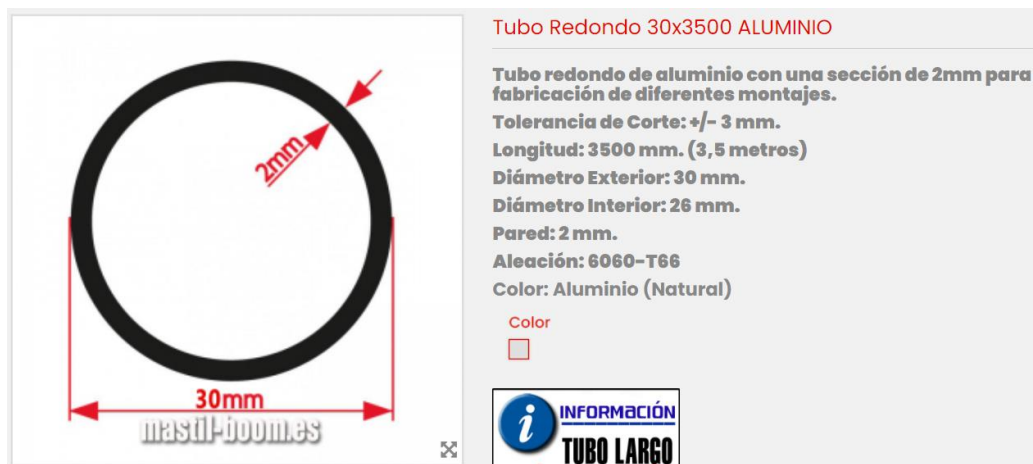 2mm
30mm
mastil-boom.es
Tubo Redondo 30x3500 ALUMINIO
Tubo redondo de aluminio con una sección de 2mm para
fabricación de diferentes montajes.
Tolerancia de Corte: +/- 3 mm.
Longitud: 3500 mm. (3,5 metros)
Diámetro Exterior: 30 mm.
Diámetro Interior: 26 mm.
Pared: 2 mm.
Aleación: 6060-T66
Color: Aluminio (Natural)
Color
i INFORMACIÓN
TUBO LARGO